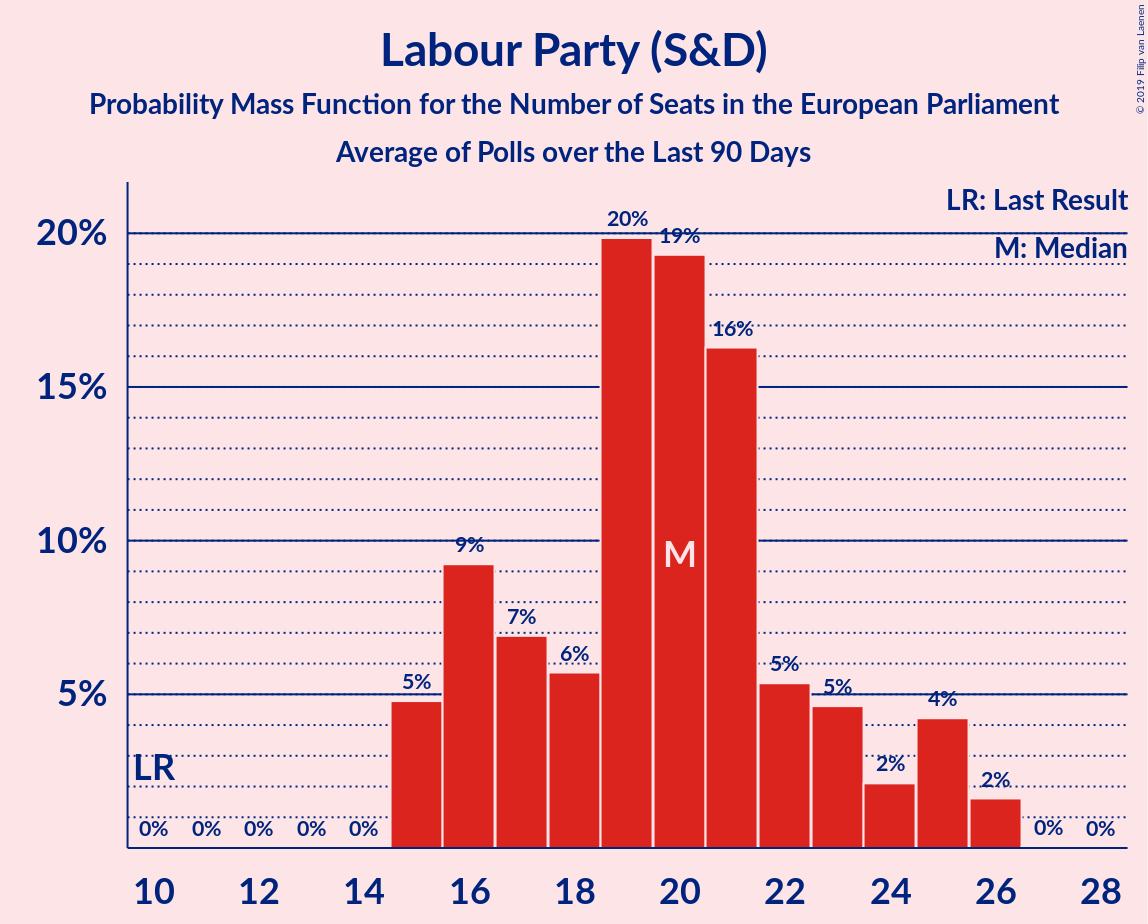 Labour Party (S&D)
Probability Mass Function for the Number of Seats in the European Parliament
Average of Polls over the Last 90 Days
© 2019 Filip van Laenen
LR: Last Result
M: Median
20%
15%
10%
5%
LR
0%
0%
0%
0%
0%
5%
9%
7%
6%
20%
19%
16%
5%
5%
2%
4%
2%
0%
0%
M
10 12 14 16 18 20 22 24 26 28